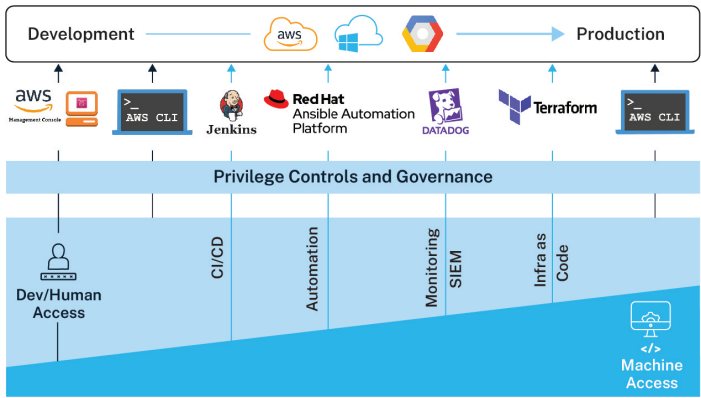 Development
aws
Production
aws
Management Console
>_
AWS CLI
Jenkins
Red Hat
Ansible Automation
Platform
DATADOG
Terraform
>_
AWS CLI
Privilege Controls and Governance
Dev/Human
Access
CI/CD
Automation
Monitoring
SIEM
Infra as
Code
</>
Machine
Access